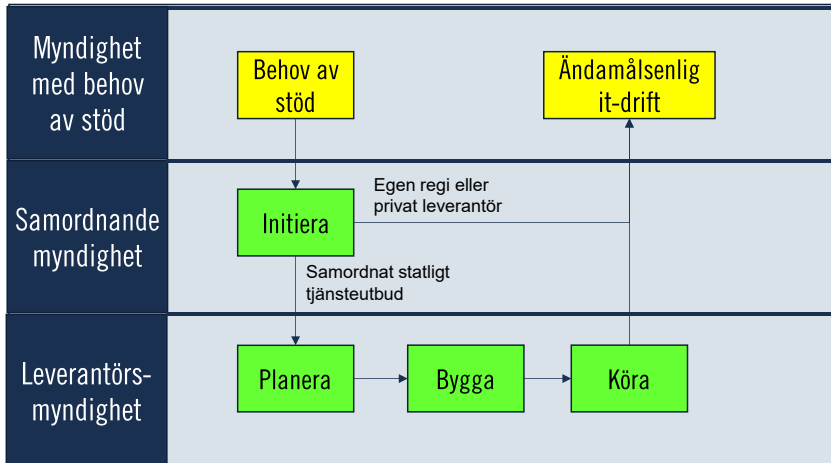 Myndighet
med behov
av stöd
Behov av
stöd
Ändamålsenlig
it-drift
Samordnande
myndighet
Initiera
Egen regi eller
privat leverantör
Samordnat statligt
tjänsteutbud
Leverantörs-
myndighet
Planera
Bygga
Köra